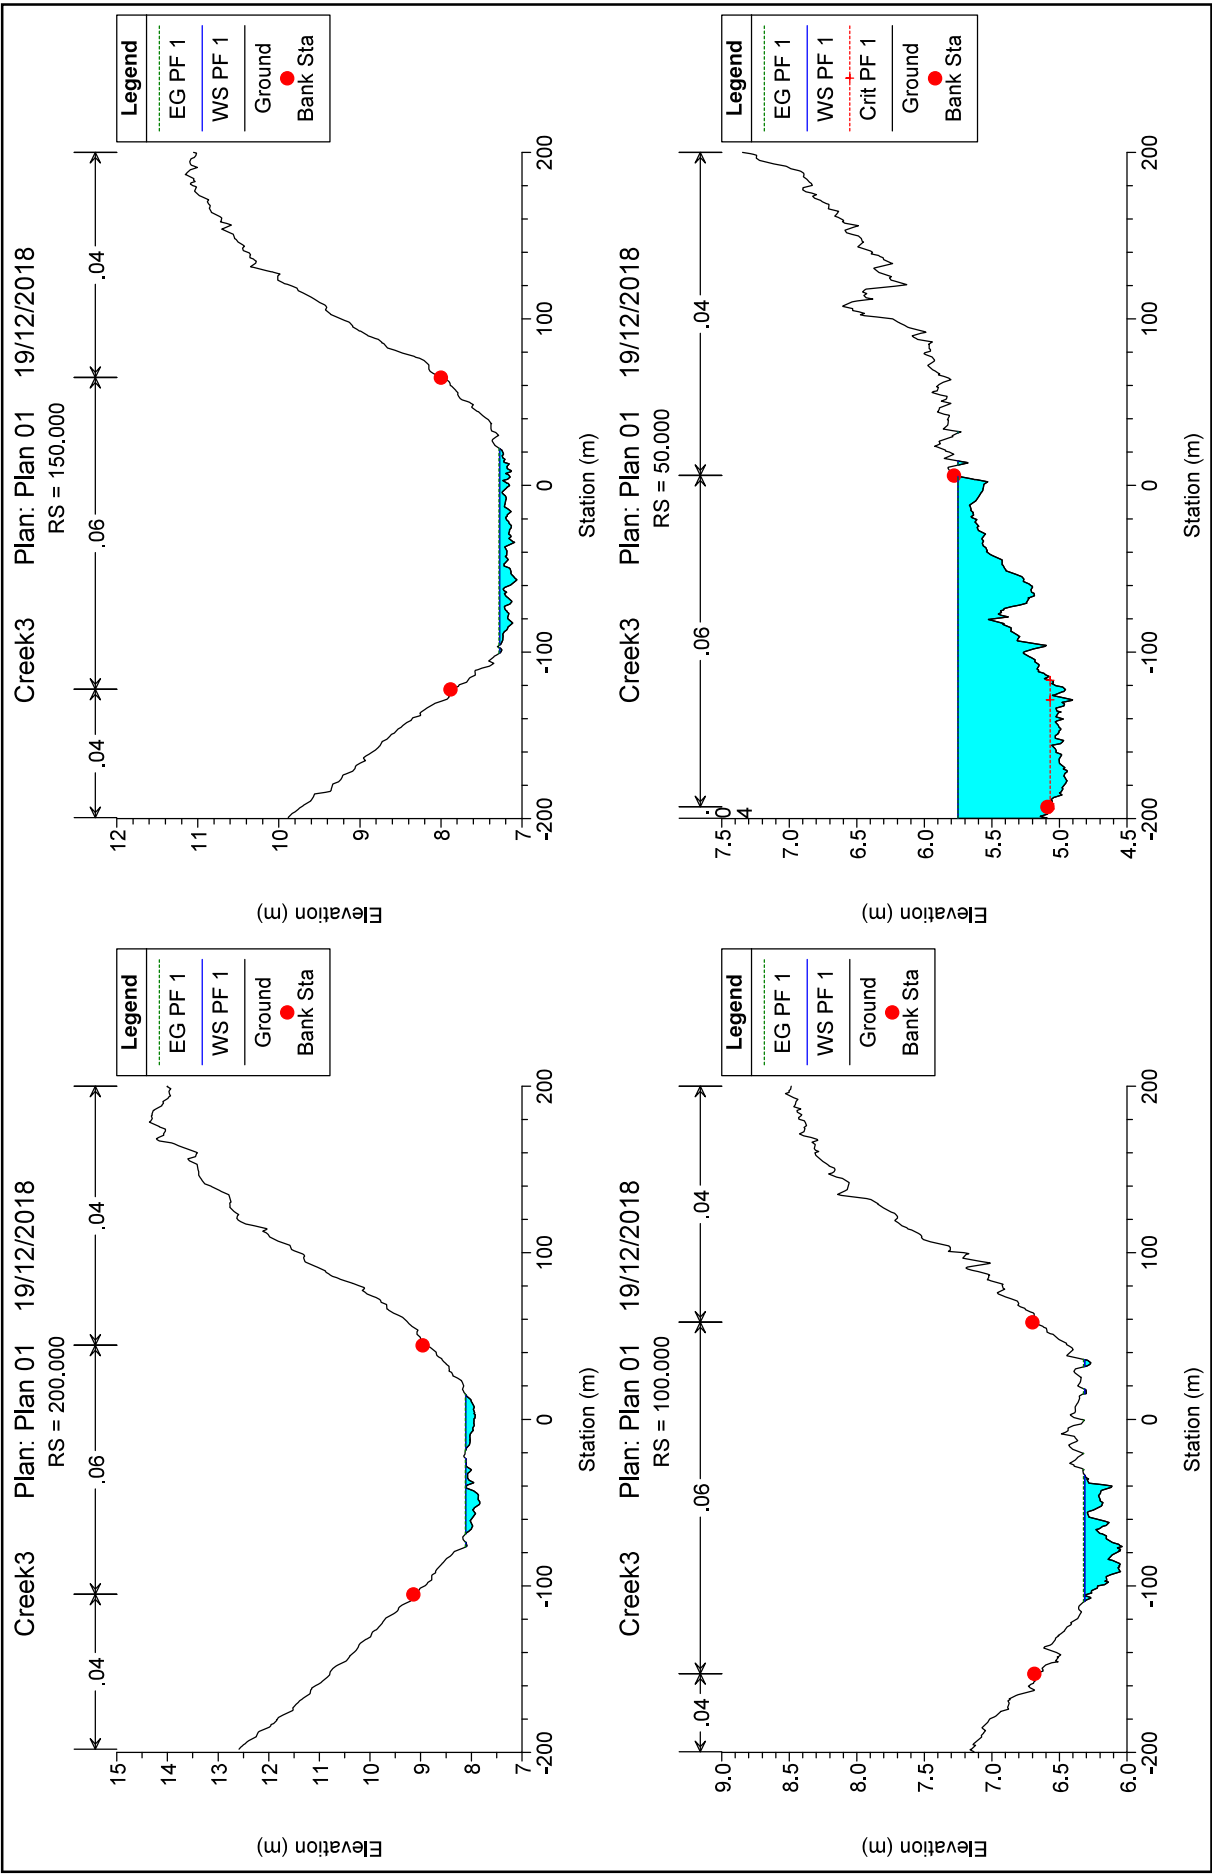 Creek3 Plan: Plan 01 19/12/2018
RS = 200.000
.04
.06
.04
15
14
13
12
11
10
9
8
7
-200
-100
0
100
200
Station (m)
Elevation (m)
Legend
EG PF 1
WS PF 1
Ground
Bank Sta
Creek3 Plan: Plan 01 19/12/2018
RS = 150.000
.04
.06
.04
12
11
10
9
8
7
-200
-100
0
100
200
Station (m)
Elevation (m)
Legend
EG PF 1
WS PF 1
Ground
Bank Sta
Creek3 Plan: Plan 01 19/12/2018
RS = 100.000
.04
.06
.04
9.0
8.5
8.0
7.5
7.0
6.5
6.0
-200
-100
0
100
200
Station (m)
Elevation (m)
Legend
EG PF 1
WS PF 1
Ground
Bank Sta
Creek3 Plan: Plan 01 19/12/2018
RS = 50.000
.0
4
.06
.04
7.5
7.0
6.5
6.0
5.5
5.0
4.5
-200
-100
0
100
200
Station (m)
Elevation (m)
Legend
EG PF 1
WS PF 1
Crit PF 1
Ground
Bank Sta